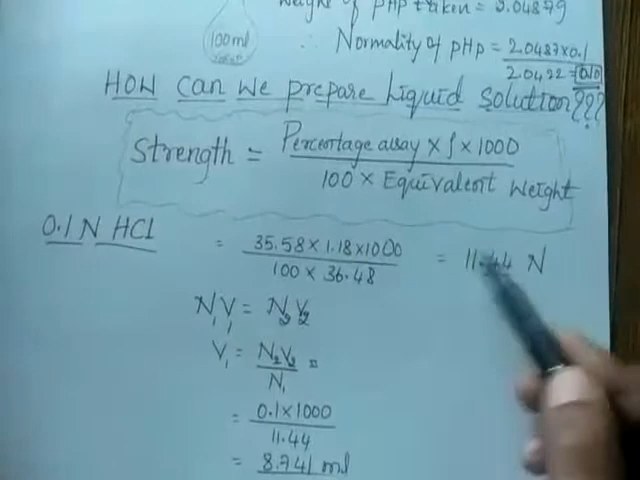 Weight of pHp taken = 2.0487g
100ml
∴ Normality of pHp = 2.0487×0.1
2.0422 = 0.10
HOW can we prepare Liquid Solution???
Strength = Percentage assay × ρ × 1000
100 × Equivalent Weight
0.1 N HCl = 35.58 × 1.18 × 1000 = 11.44 N
100 × 36.48
N₁V₁ = N₂V₂
V₁ = N₂V₂ =
N₁
= 0.1 × 1000
11.44
= 8.741 ml